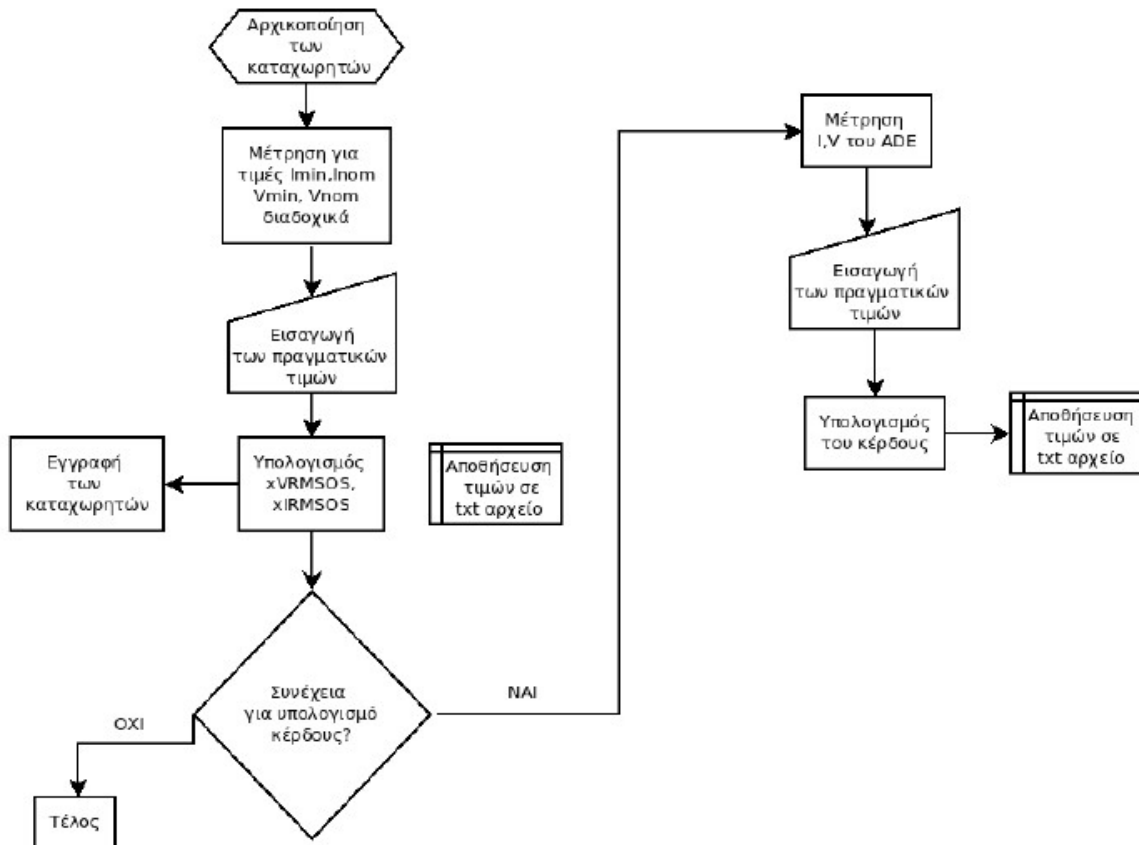 Αρχικοποίηση
των
καταχωρητών
Μέτρηση για
τιμές Imin,Inom
Vmin, Vnom
διαδοχικά
Εισαγωγή
των πραγματικών
τιμών
Υπολογισμός
xVRMSOS,
xIRMSOS
Εγγραφή
των
καταχωρητών
Αποθήσευση
τιμών σε
txt αρχείο
Συνέχεια
για υπολογισμό
κέρδους?
ΟΧΙ
Τέλος
ΝΑΙ
Μέτρηση
I,V του ADE
Εισαγωγή
των πραγματικών
τιμών
Υπολογισμός
του κέρδους
Αποθήσευση
τιμών σε
txt αρχείο